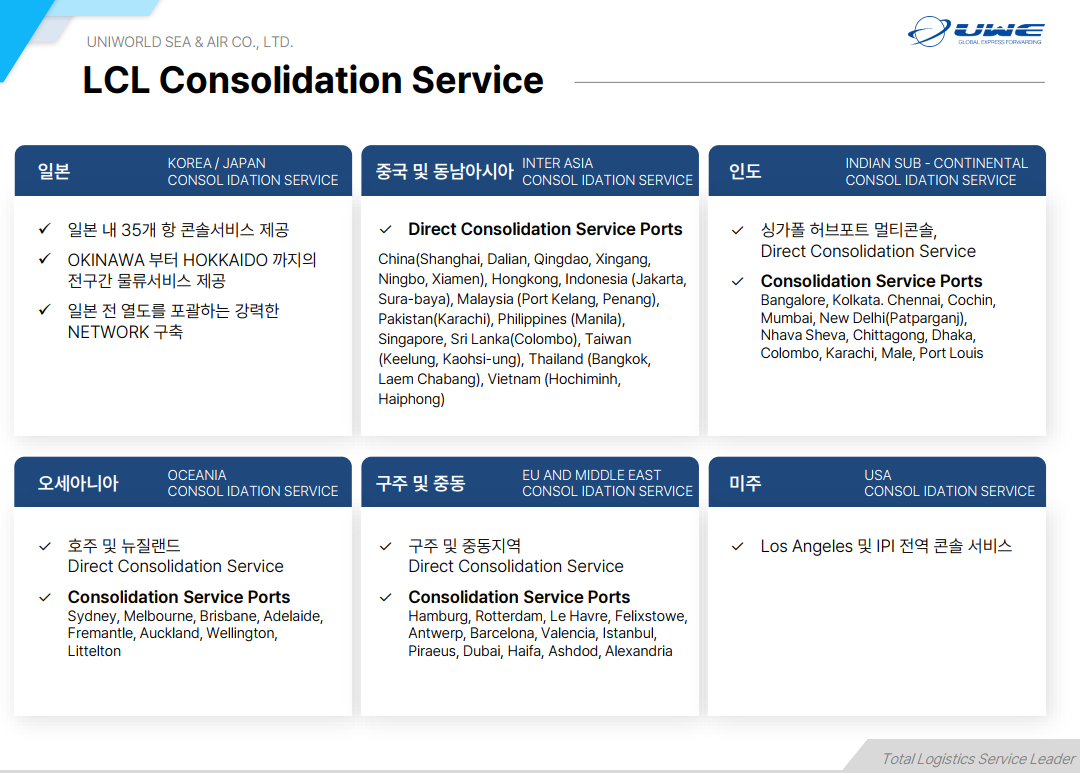 UNIWORLD SEA & AIR CO., LTD.
UWE
GLOBAL EXPRESS FORWARDING
LCL Consolidation Service
일본
KOREA / JAPAN
CONSOL IDATION SERVICE
일본 내 35개 항 콘솔서비스 제공
OKINAWA 부터 HOKKAIDO 까지의
전구간 물류서비스 제공
일본 전 열도를 포괄하는 강력한
NETWORK 구축
중국 및 동남아시아
INTER ASIA
CONSOL IDATION SERVICE
Direct Consolidation Service Ports
China(Shanghai, Dalian, Qingdao, Xingang,
Ningbo, Xiamen), Hongkong, Indonesia (Jakarta,
Sura-baya), Malaysia (Port Kelang, Penang),
Pakistan(Karachi), Philippines (Manila),
Singapore, Sri Lanka(Colombo), Taiwan
(Keelung, Kaohsi-ung), Thailand (Bangkok,
Laem Chabang), Vietnam (Hochiminh,
Haiphong)
인도
INDIAN SUB - CONTINENTAL
CONSOL IDATION SERVICE
싱가폴 허브포트 멀티콘솔,
Direct Consolidation Service
Consolidation Service Ports
Bangalore, Kolkata. Chennai, Cochin,
Mumbai, New Delhi(Patparganj),
Nhava Sheva, Chittagong, Dhaka,
Colombo, Karachi, Male, Port Louis
오세아니아
OCEANIA
CONSOL IDATION SERVICE
호주 및 뉴질랜드
Direct Consolidation Service
Consolidation Service Ports
Sydney, Melbourne, Brisbane, Adelaide,
Fremantle, Auckland, Wellington,
Littelton
구주 및 중동
EU AND MIDDLE EAST
CONSOL IDATION SERVICE
구주 및 중동지역
Direct Consolidation Service
Consolidation Service Ports
Hamburg, Rotterdam, Le Havre, Felixstowe,
Antwerp, Barcelona, Valencia, Istanbul,
Piraeus, Dubai, Haifa, Ashdod, Alexandria
미주
USA
CONSOL IDATION SERVICE
Los Angeles 및 IPI 전역 콘솔 서비스
Total Logistics Service Leader